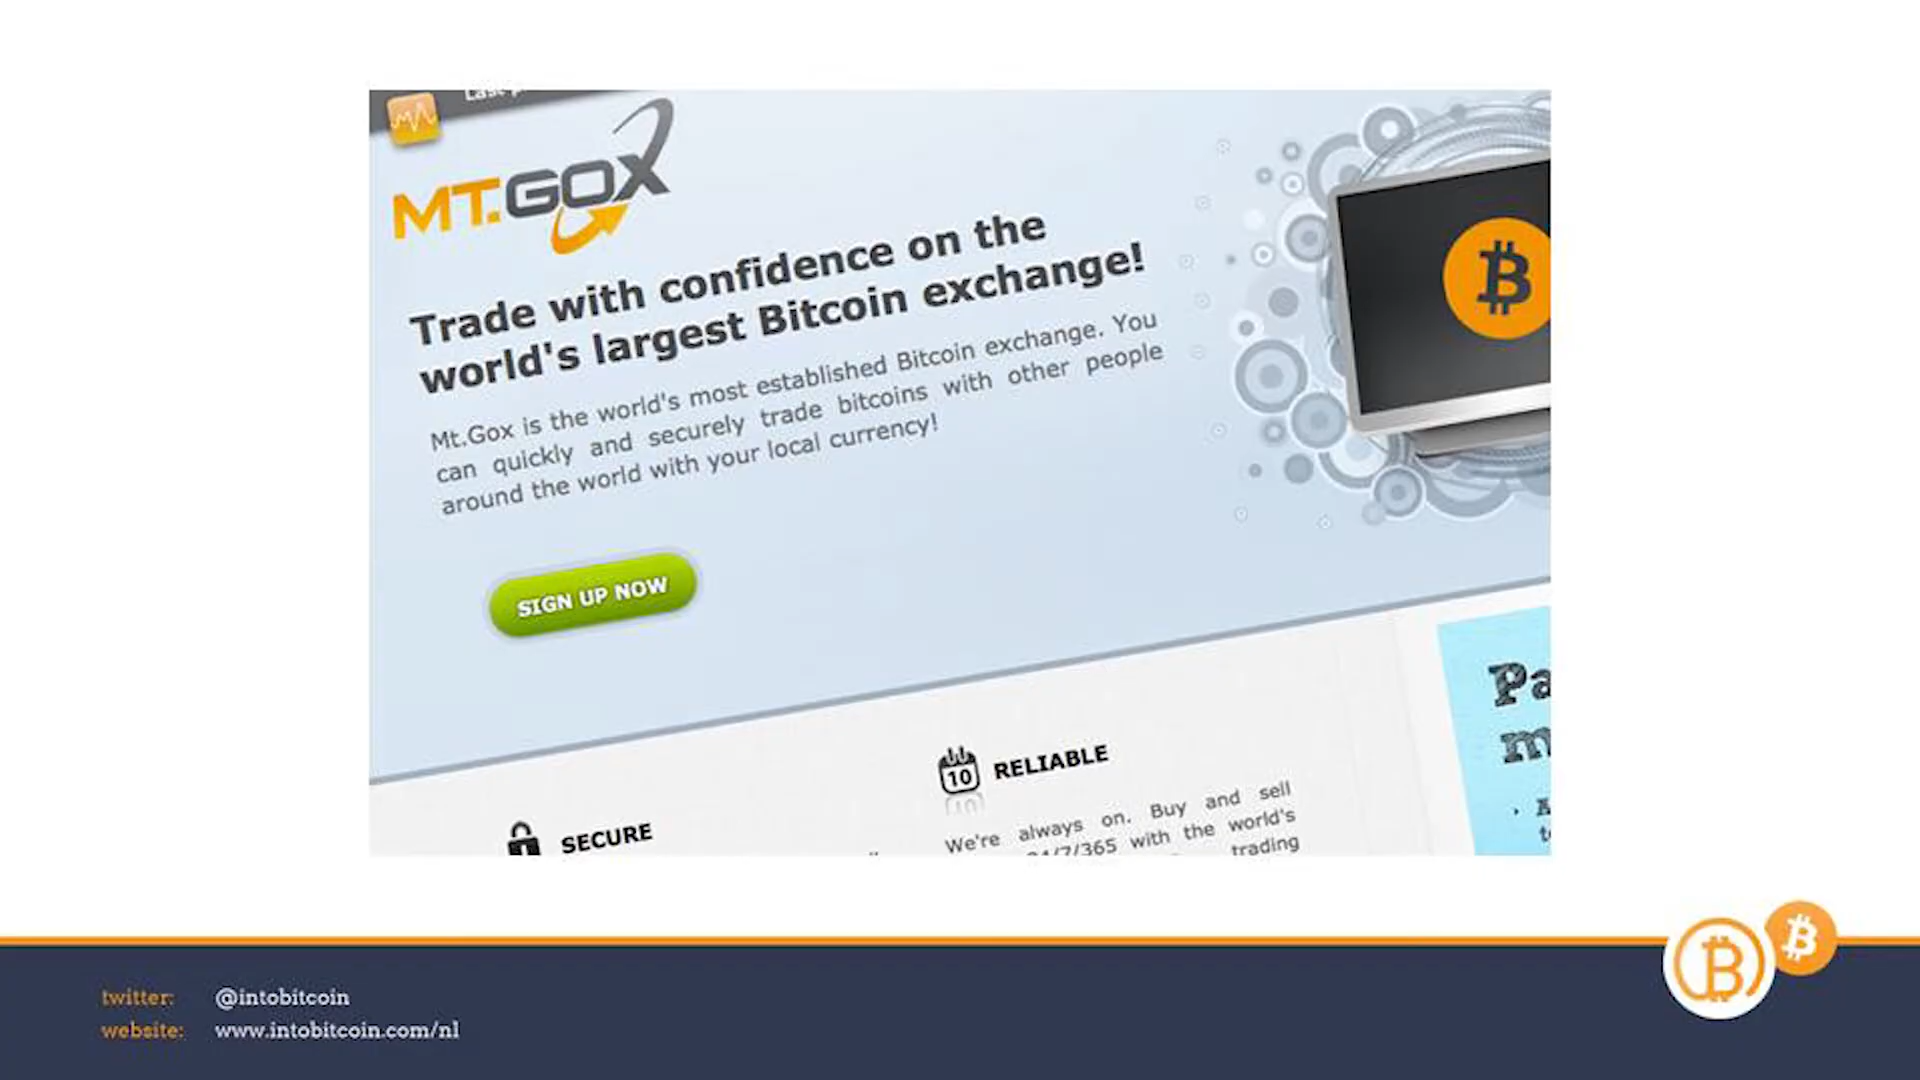 MT.GOX
Trade with confidence on the
world's largest Bitcoin exchange!
Mt.Gox is the world's most established Bitcoin exchange. You
can quickly and securely trade bitcoins with other people
around the world with your local currency!
SIGN UP NOW
SECURE
10 RELIABLE
We're always on. Buy and sell
24/7/365 with the world's
trading
twitter: @intobitcoin
website: www.intobitcoin.com/nl